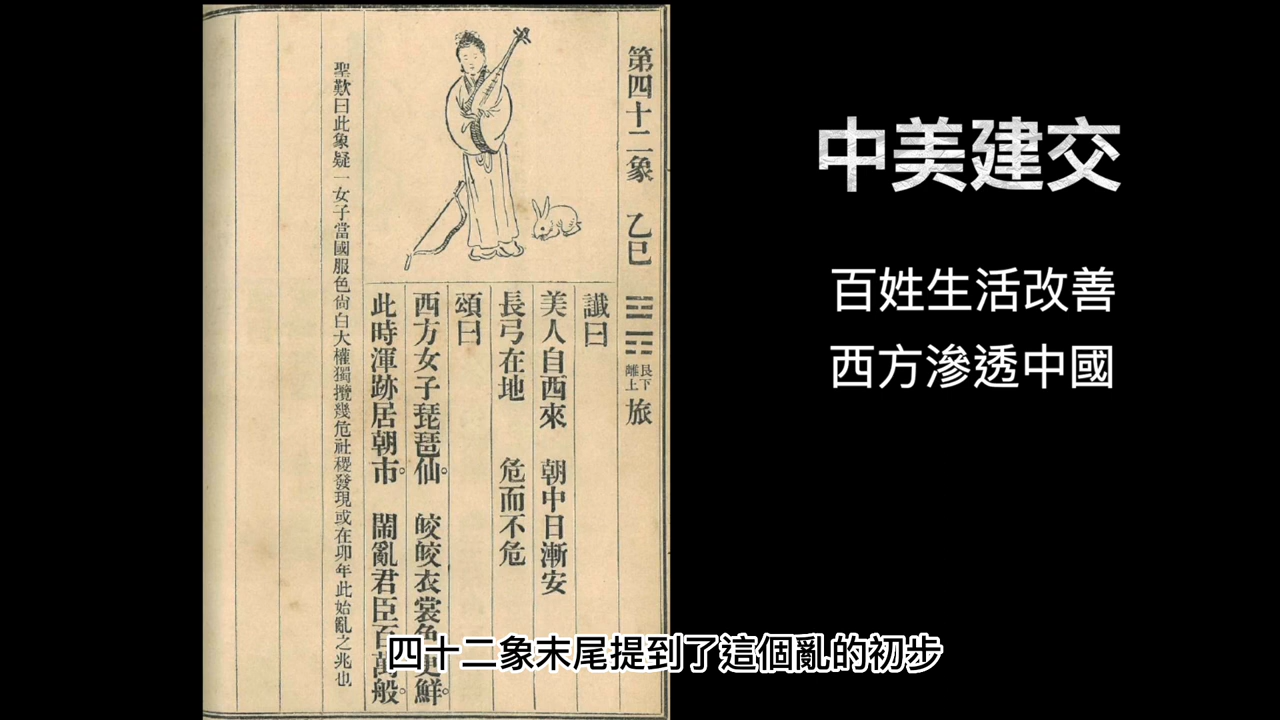 第四十二象 乙巳
艮下
離上
旅
讖曰
美人自西來 朝中日漸安
長弓在地 危而不危
頌曰
西方女子琵琶仙。 皎皎衣裳色更鮮。
此時渾跡居朝市。 鬧亂君臣百萬般。
聖歎曰此象疑一女子當國服色尙白大權獨攬幾危社稷發現或在卯年此始亂之兆也
中美建交
百姓生活改善
西方滲透中國
四十二象末尾提到了這個亂的初步